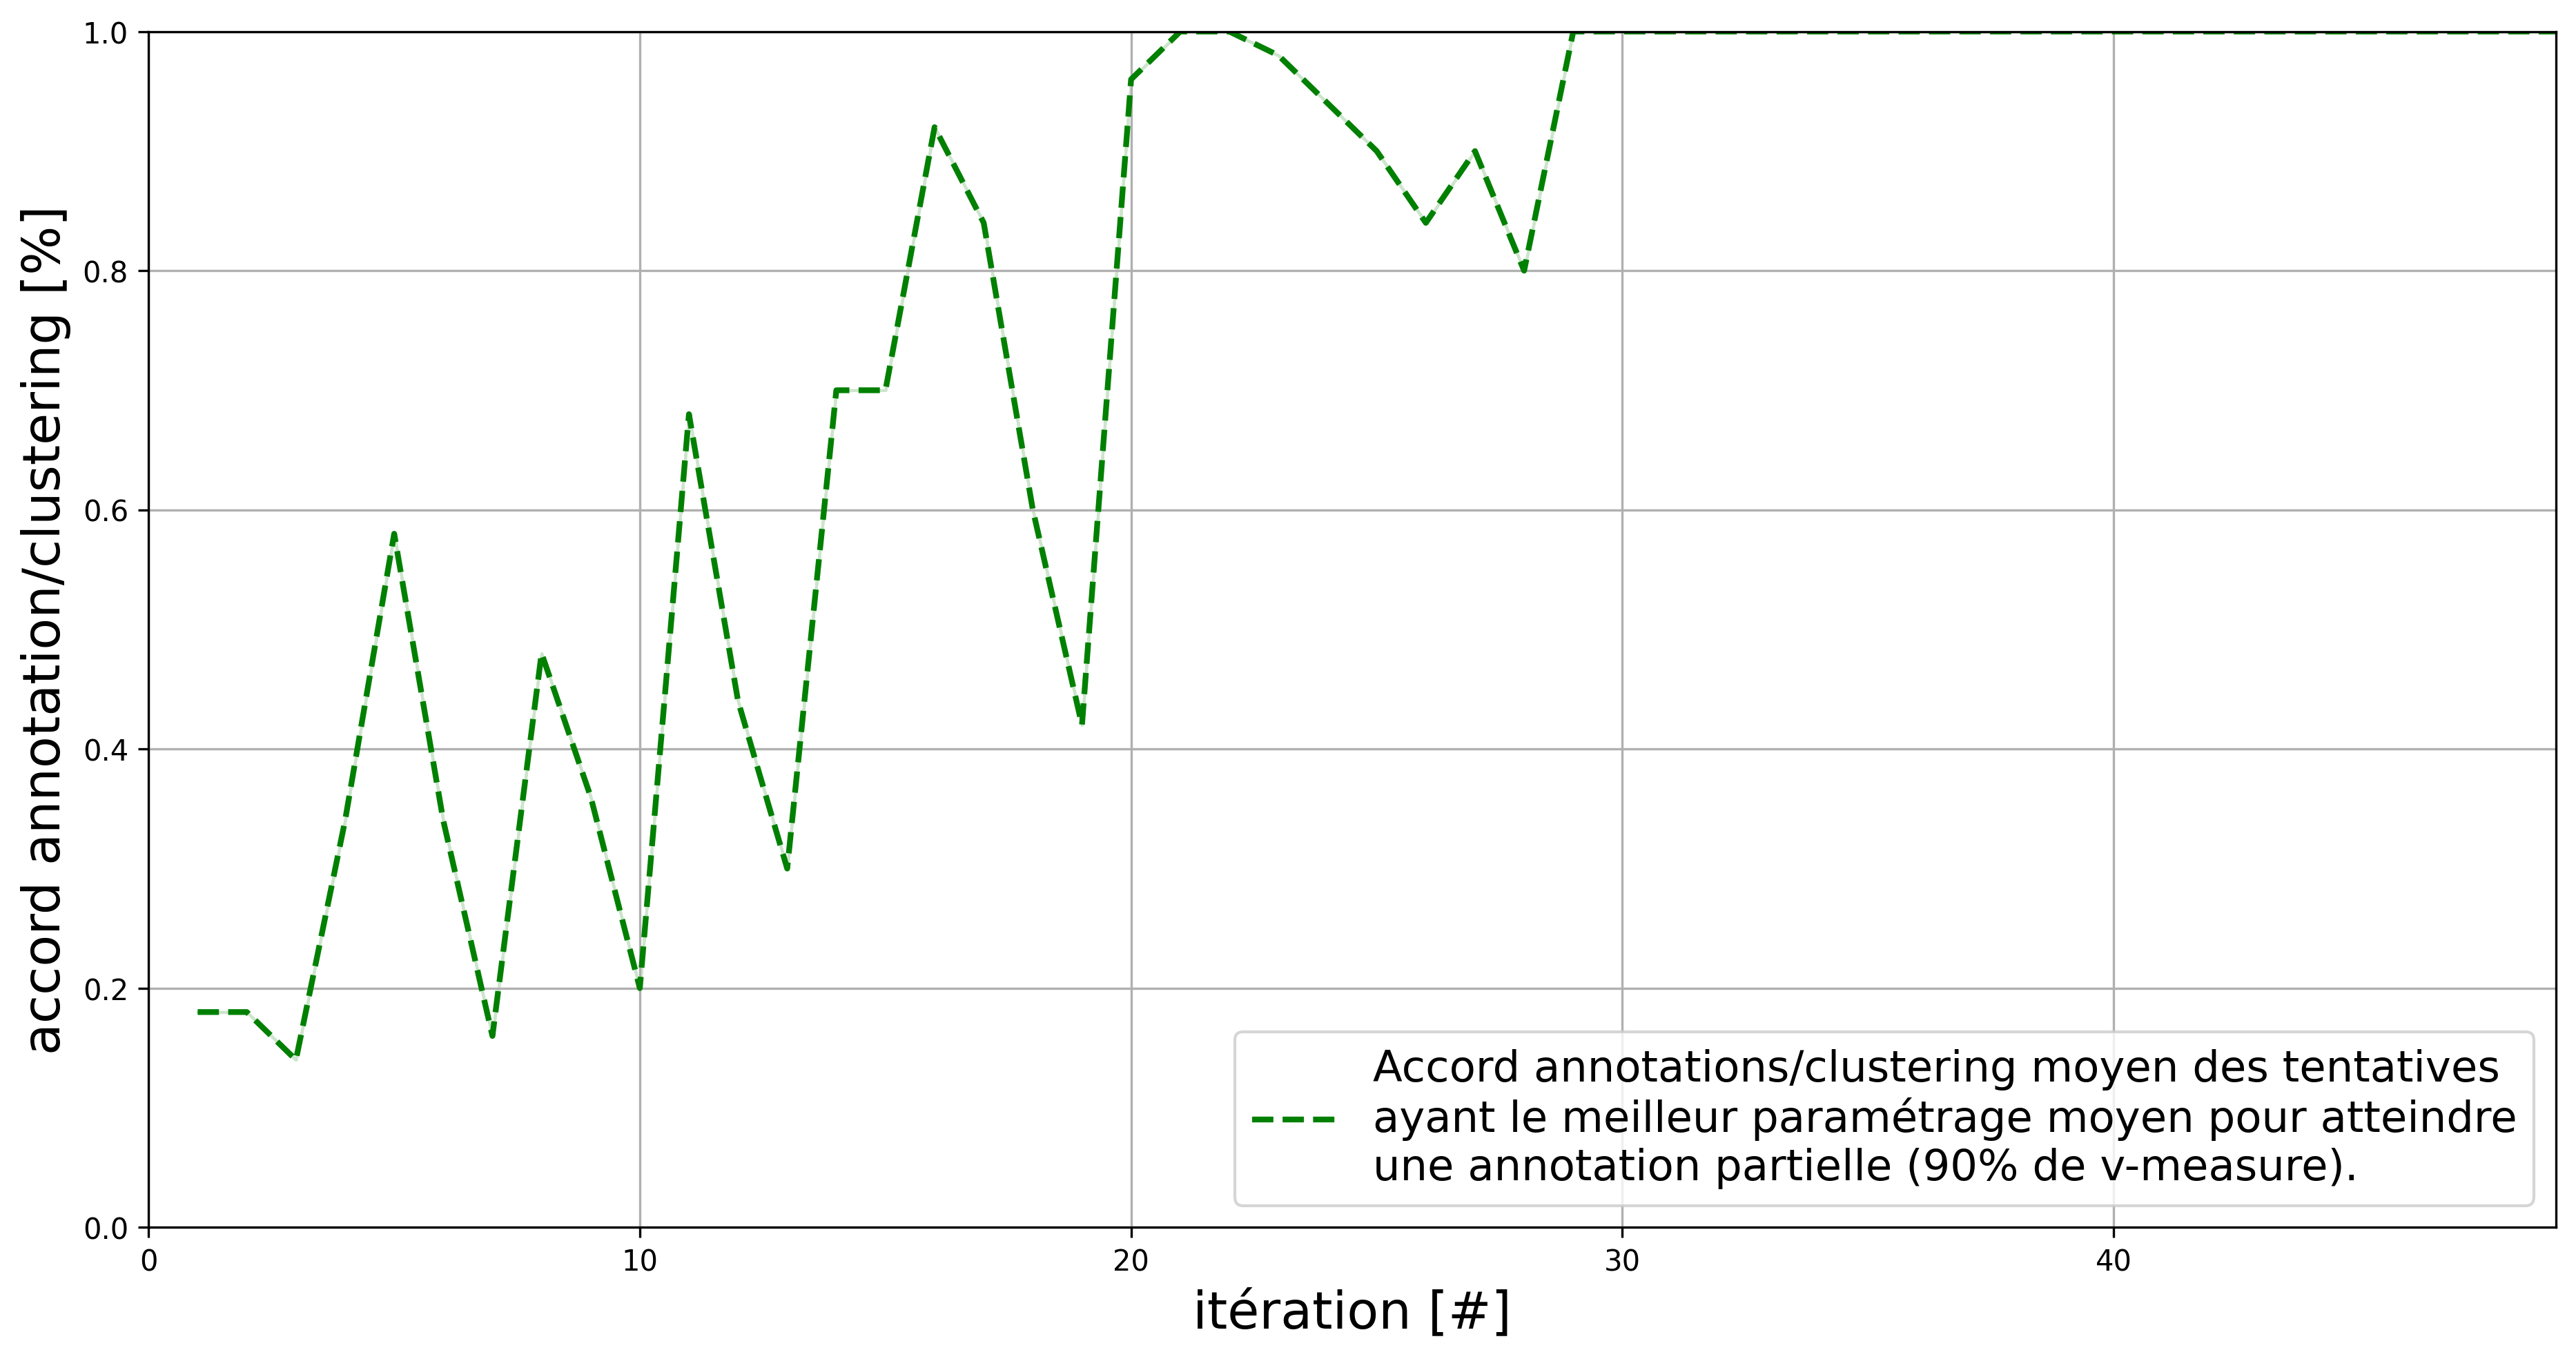 accord annotation/clustering [%]
1.0
0.8
0.6
0.4
0.2
0.0
0
10
20
30
40
itération [#]
Accord annotations/clustering moyen des tentatives
ayant le meilleur paramétrage moyen pour atteindre
une annotation partielle (90% de v-measure).